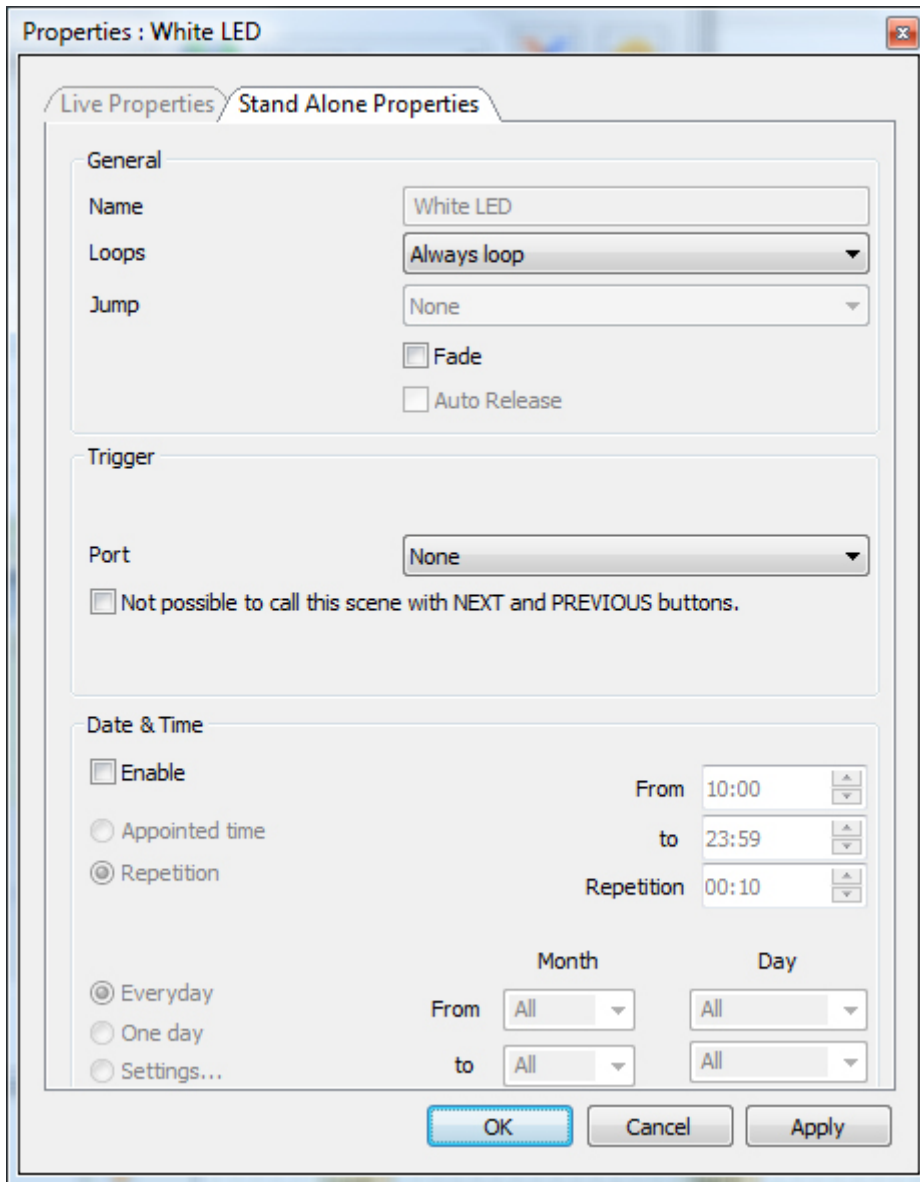 Properties : White LED
Live Properties Stand Alone Properties
General
Name White LED
Loops Always loop
Jump None
Fade
Auto Release
Trigger
Port None
Not possible to call this scene with NEXT and PREVIOUS buttons.
Date & Time
Enable
From 10:00
Appointed time
to 23:59
Repetition
Repetition 00:10
Month Day
Everyday
From All All
One day
to All All
Settings...
OK Cancel Apply